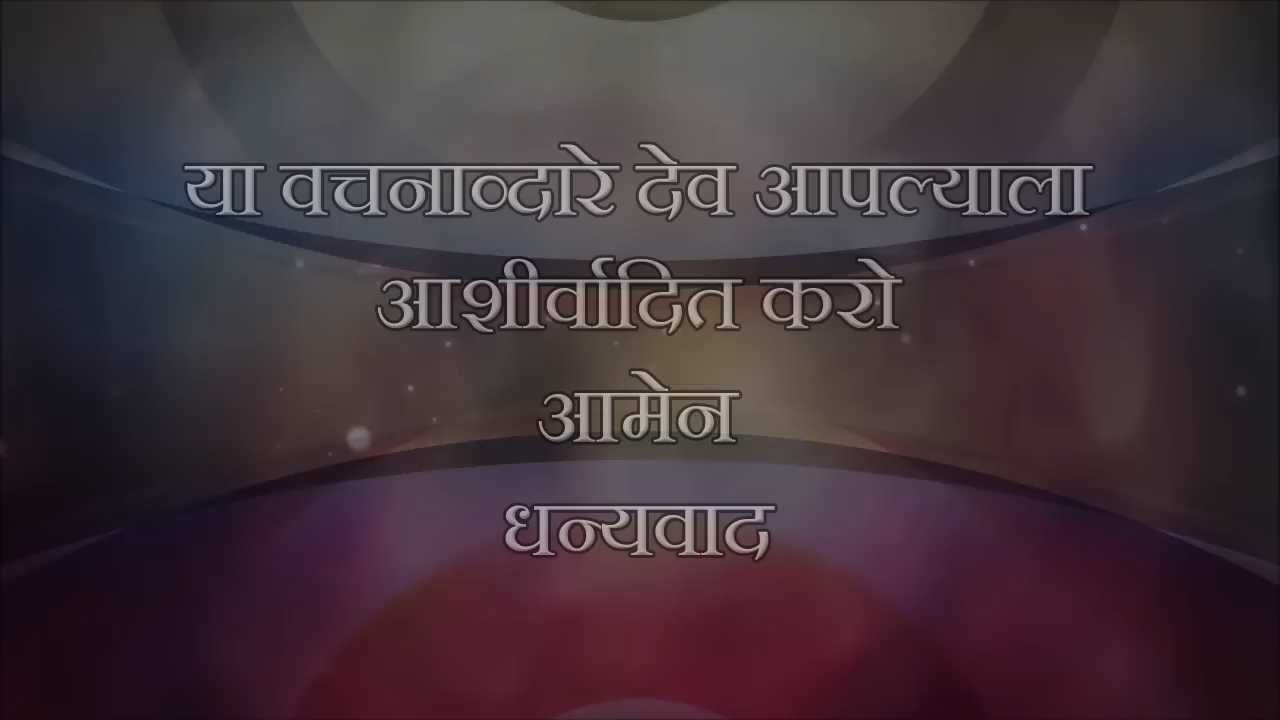 या वचनाव्दारे देव आपल्याला
आशीर्वादित करो
आमेन
धन्यवाद